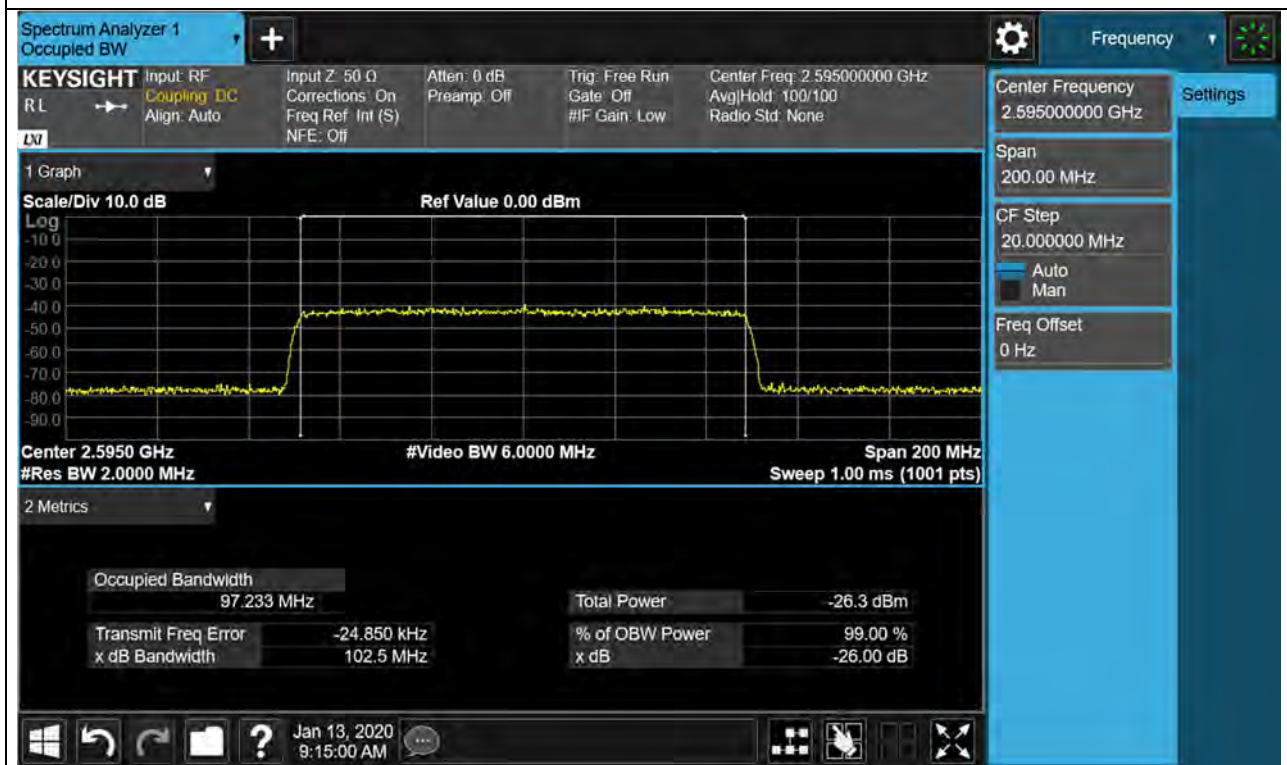 Spectrum Analyzer 1
Occupied BW
+
Frequency
KEYSIGHT
RL
LXI
Input: RF
Coupling: DC
Align: Auto
Input Z: 50 Ω
Corrections: On
Freq Ref: Int (S)
NFE: Off
Atten: 0 dB
Preamp: Off
Trig: Free Run
Gate: Off
#IF Gain: Low
Center Freq: 2.595000000 GHz
Avg|Hold: 100/100
Radio Std: None
Center Frequency
2.595000000 GHz
Settings
Span
200.00 MHz
CF Step
20.000000 MHz
Auto
Man
Freq Offset
0 Hz
1 Graph
Scale/Div 10.0 dB
Ref Value 0.00 dBm
Log
-10.0
-20.0
-30.0
-40.0
-50.0
-60.0
-70.0
-80.0
-90.0
Center 2.5950 GHz
#Video BW 6.0000 MHz
Span 200 MHz
#Res BW 2.0000 MHz
Sweep 1.00 ms (1001 pts)
2 Metrics
Occupied Bandwidth
97.233 MHz
Total Power -26.3 dBm
Transmit Freq Error -24.850 kHz
% of OBW Power 99.00 %
x dB Bandwidth 102.5 MHz
x dB -26.00 dB
?
Jan 13, 2020
9:15:00 AM